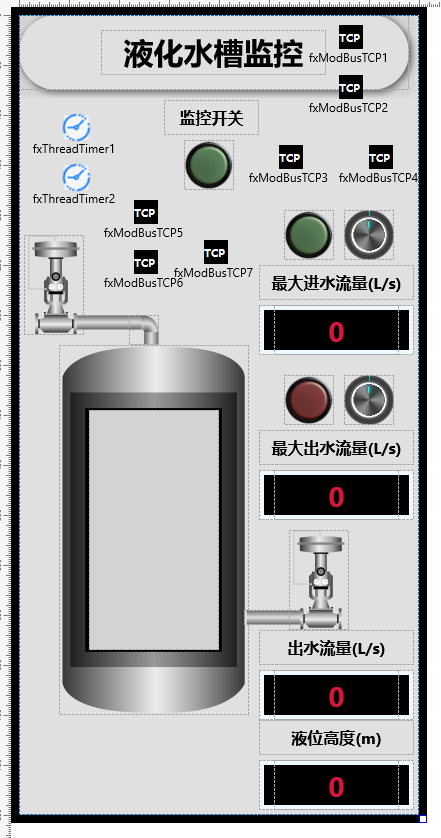 液化水槽监控
TCP
fxModBusTCP1
TCP
fxModBusTCP2
监控开关
fxThreadTimer1
TCP
fxModBusTCP3
TCP
fxModBusTCP4
fxThreadTimer2
TCP
fxModBusTCP5
TCP
fxModBusTCP6
TCP
fxModBusTCP7
最大进水流量(L/s)
0
最大出水流量(L/s)
0
出水流量(L/s)
0
液位高度(m)
0